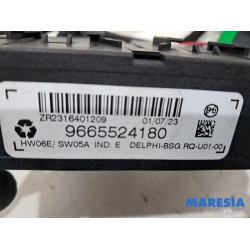 ZR2316401209 01/07/23
9665524180
HW06E/ SW05A IND: E DELPHI-BSG RQ-U01-00
MARESIA